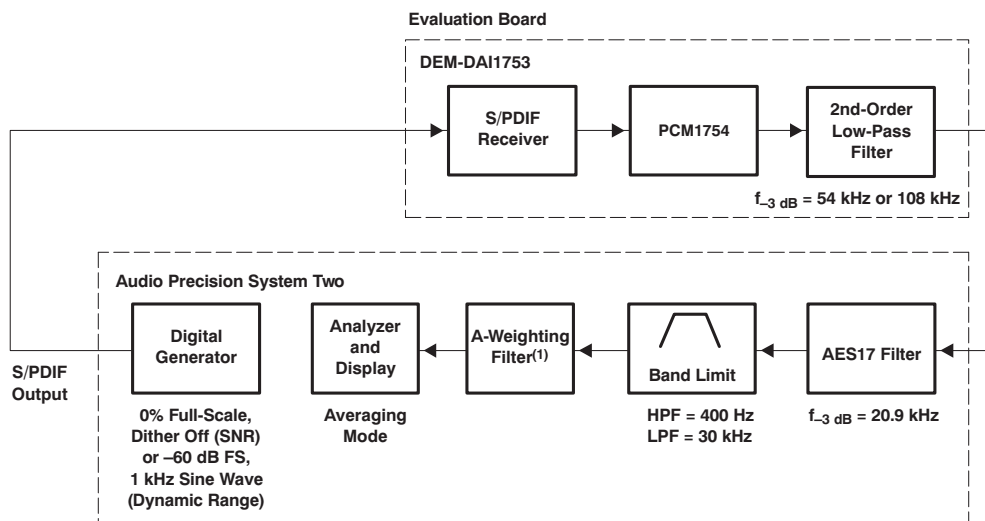 Evaluation Board
DEM-DAI1753
S/PDIF
Receiver
PCM1754
2nd-Order
Low-Pass
Filter
f–3 dB = 54 kHz or 108 kHz
Audio Precision System Two
Digital
Generator
Analyzer
and
Display
A-Weighting
Filter(1)
Band Limit
AES17 Filter
S/PDIF
Output
0% Full-Scale,
Dither Off (SNR)
or –60 dB FS,
1 kHz Sine Wave
(Dynamic Range)
Averaging
Mode
HPF = 400 Hz
LPF = 30 kHz
f–3 dB = 20.9 kHz